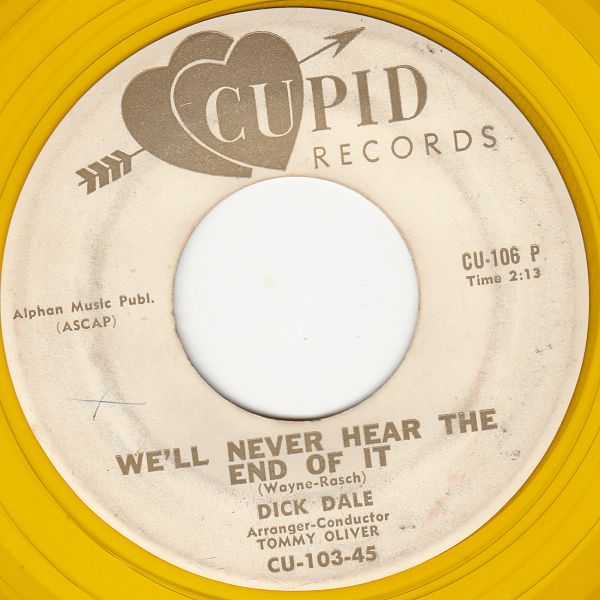 CUPID
RECORDS
CU-106 P
Time 2:13
Alphan Music Publ.
(ASCAP)
WE'LL NEVER HEAR THE
END OF IT
(Wayne-Rasch)
DICK DALE
Arranger-Conductor
TOMMY OLIVER
CU-103-45